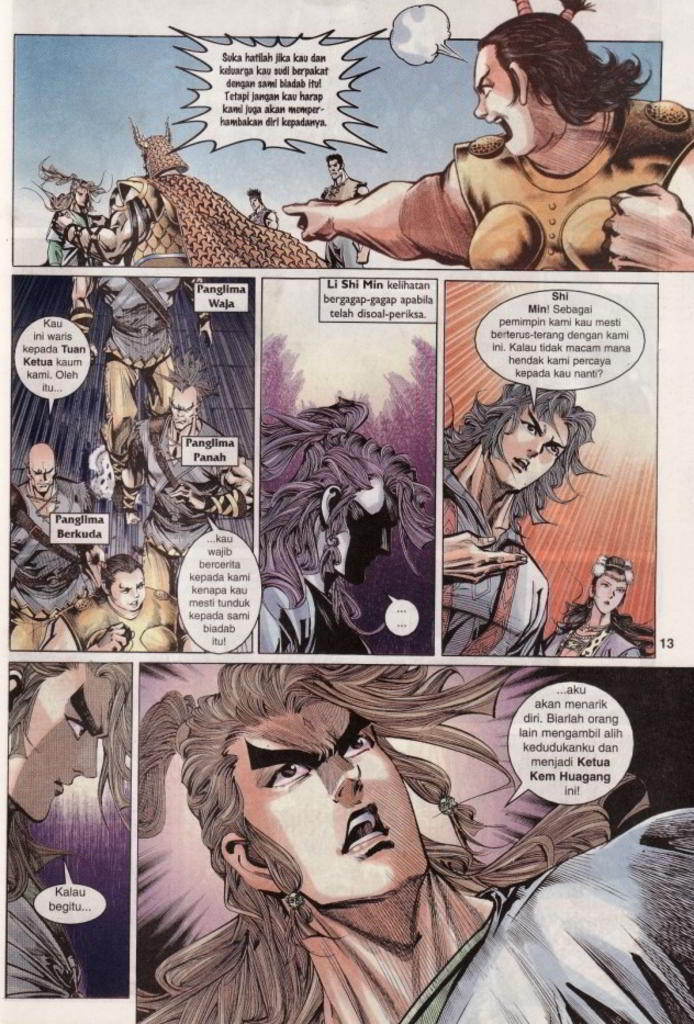 Suka hatilah jika kau dan
keluarga kau sudi berpakat
dengan sami biadab itu!
Tetapi jangan kau harap
kami juga akan memper-
hambakan diri kepadanya.
Panglima
Waja
Kau
ini waris
kepada Tuan
Ketua kaum
kami. Oleh
itu...
Panglima
Panah
Panglima
Berkuda
...kau
wajib
bercerita
kepada kami
kenapa kau
mesti tunduk
kepada sami
biadab
itu!
Li Shi Min kelihatan
bergagap-gagap apabila
telah disoal-periksa.
...
...
Shi
Min! Sebagai
pemimpin kami kau mesti
berterus-terang dengan kami
ini. Kalau tidak macam mana
hendak kami percaya
kepada kau nanti?
13
Kalau
begitu...
...aku
akan menarik
diri. Biarlah orang
lain mengambil alih
kedudukanku dan
menjadi Ketua
Kem Huagang
ini!